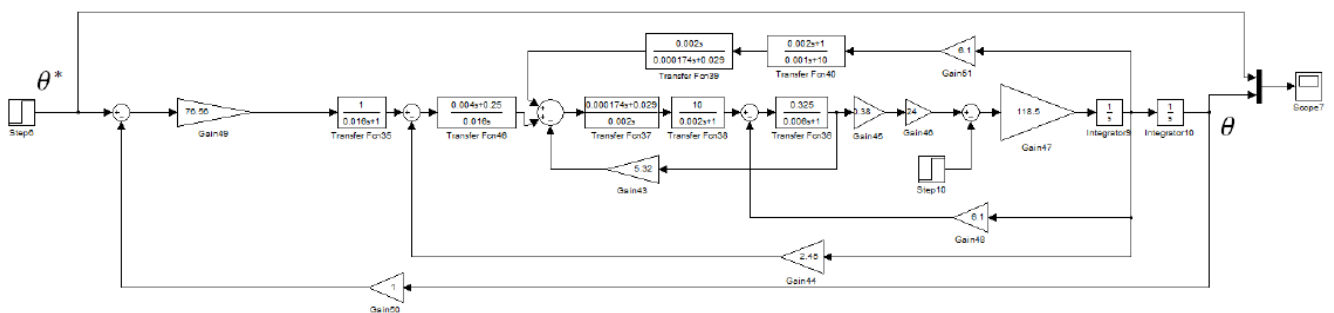 θ*
Step6
76.56
Gain49
1
0.016s+1
Transfer Fcn35
0.004s+0.25
0.016s
Transfer Fcn46
0.002s
0.000174s+0.029
Transfer Fcn39
0.002s+1
0.001s+10
Transfer Fcn40
6.1
Gain51
0.000174s+0.029
0.002s
Transfer Fcn37
10
0.002s+1
Transfer Fcn38
0.325
0.006s+1
Transfer Fcn36
0.38
Gain45
24
Gain46
118.5
Gain47
1
s
Integrator9
1
s
Integrator10
θ
Scope7
5.32
Gain43
Step10
6.1
Gain48
2.48
Gain44
1
Gain50